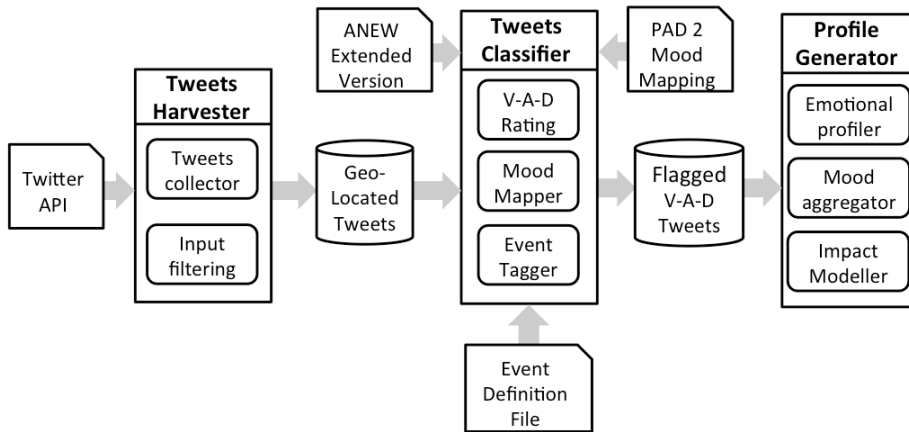 Twitter
API
Tweets
Harvester
Tweets
collector
Input
filtering
Geo-
Located
Tweets
ANEW
Extended
Version
Tweets
Classifier
V-A-D
Rating
Mood
Mapper
Event
Tagger
PAD 2
Mood
Mapping
Event
Definition
File
Flagged
V-A-D
Tweets
Profile
Generator
Emotional
profiler
Mood
aggregator
Impact
Modeller